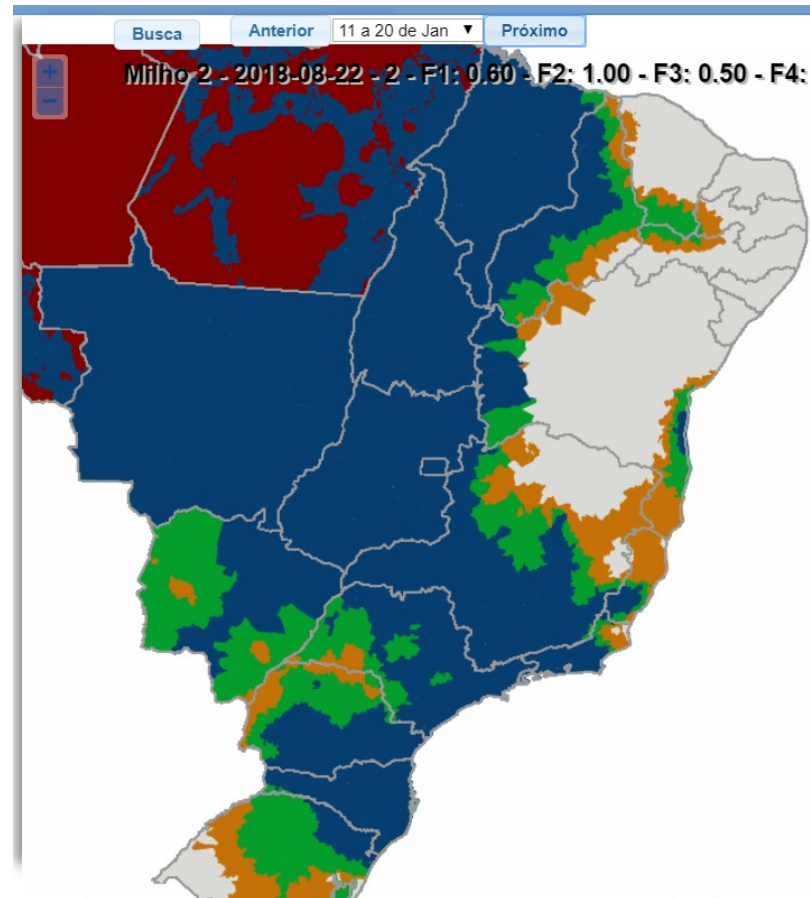 Busca Anterior 11 a 20 de Jan ▼ Próximo
+
−
Milho 2 - 2018-08-22 - 2 - F1: 0.60 - F2: 1.00 - F3: 0.50 - F4: